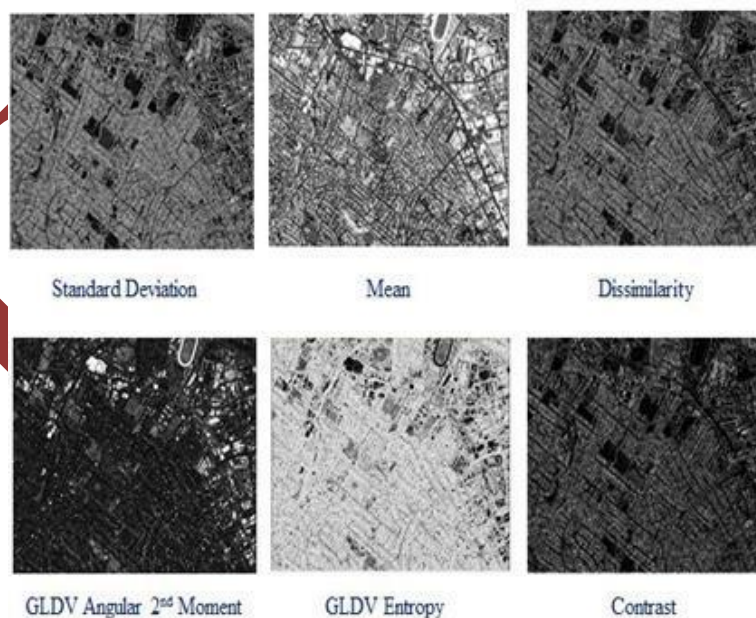 Standard Deviation
Mean
Dissimilarity
GLDV Angular 2nd Moment
GLDV Entropy
Contrast